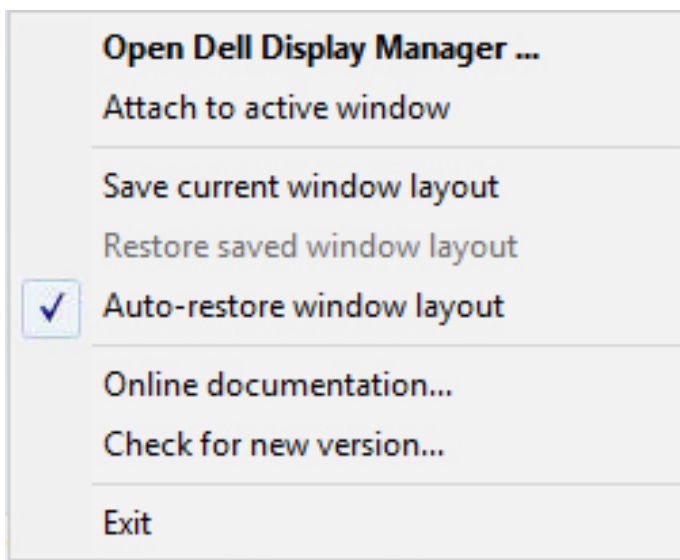 Open Dell Display Manager ...
Attach to active window
Save current window layout
Restore saved window layout
Auto-restore window layout
Online documentation...
Check for new version...
Exit